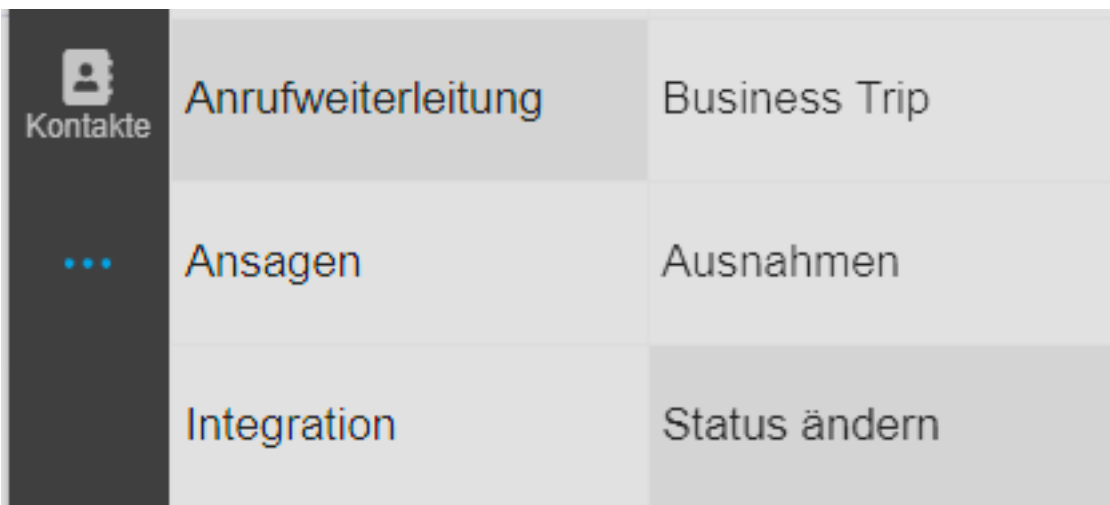 Kontakte
Anrufweiterleitung
Business Trip
Ansagen
Ausnahmen
Integration
Status ändern